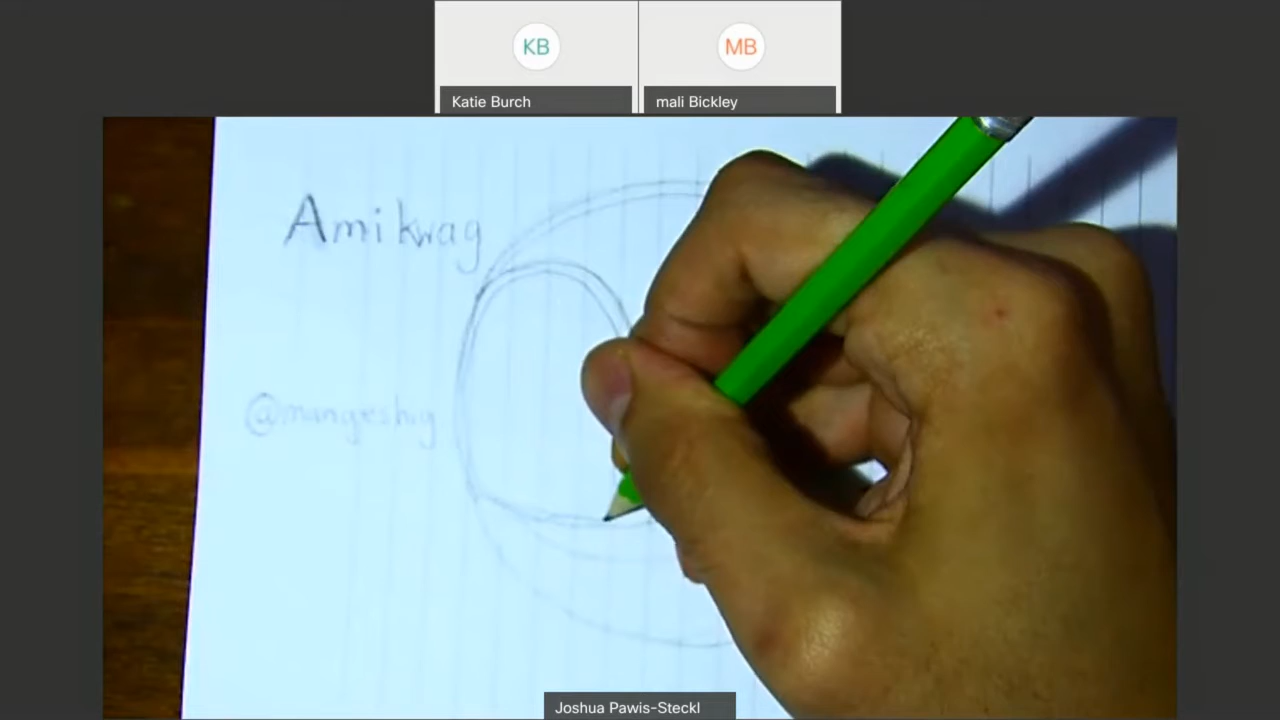 KB
MB
Katie Burch
mali Bickley
Amikwag
@mangeshig
Joshua Pawis-Steckl